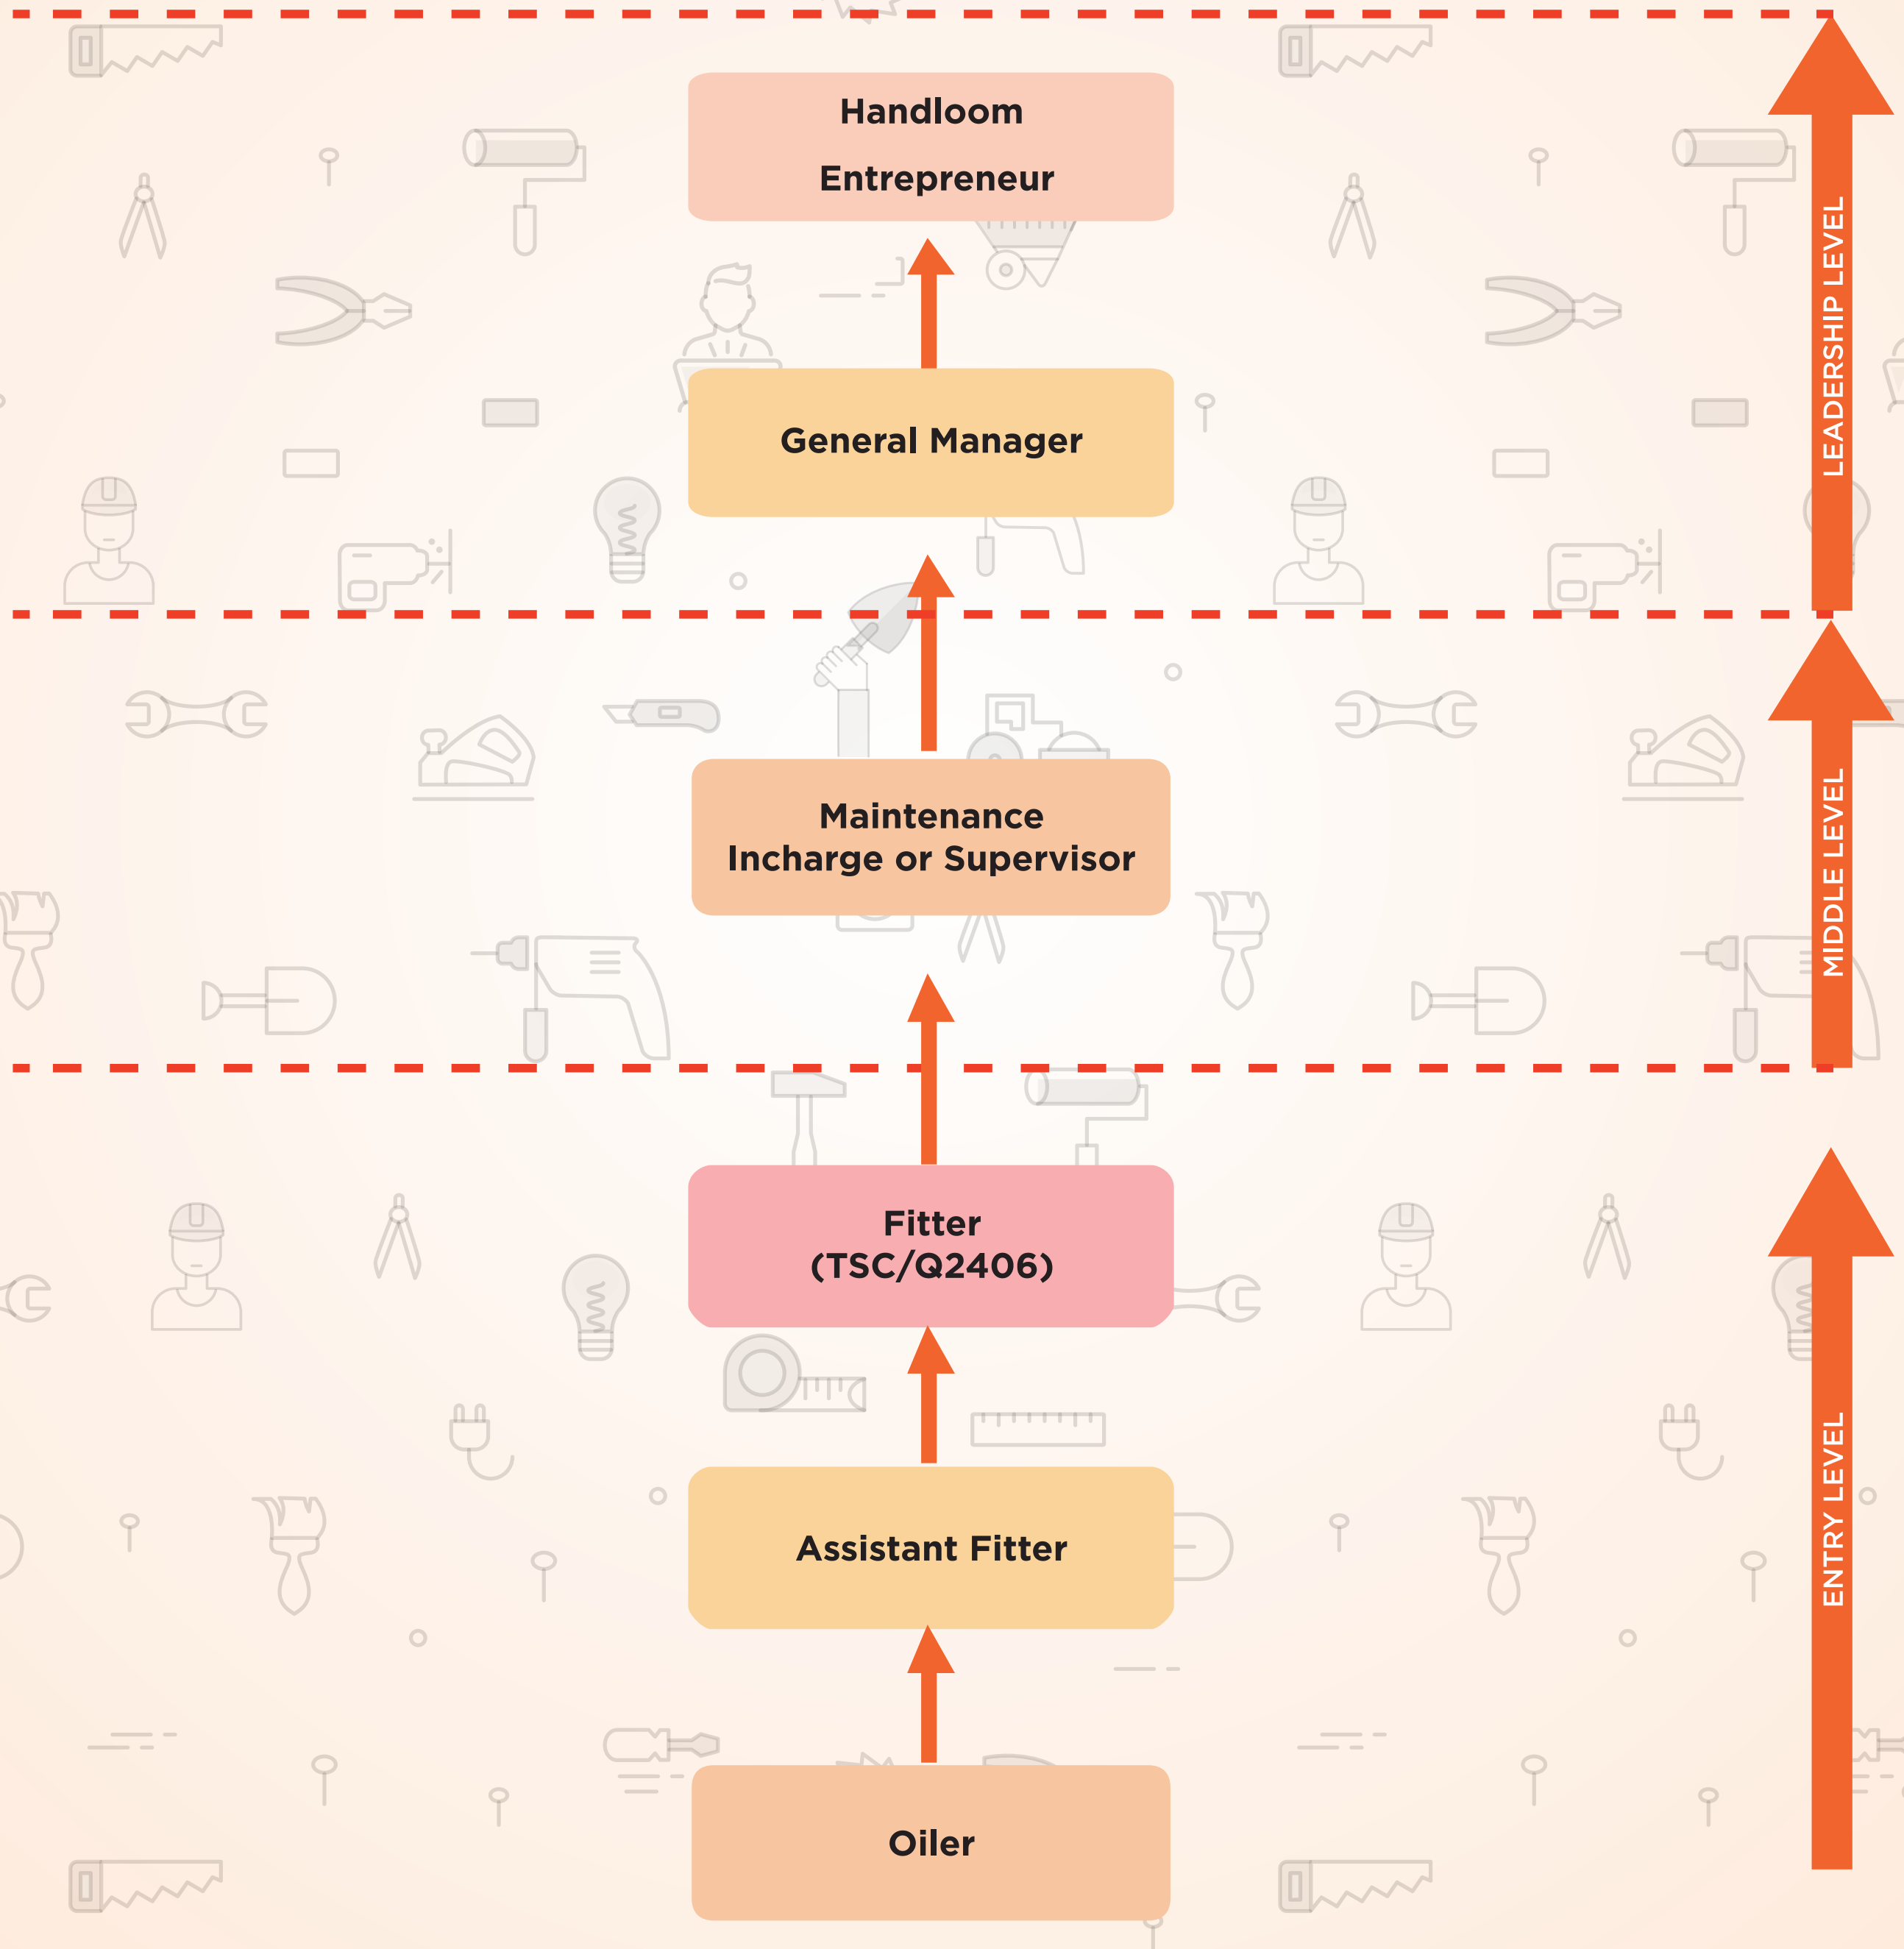 Handloom
Entrepreneur
General Manager
LEADERSHIP LEVEL
Maintenance
Incharge or Supervisor
MIDDLE LEVEL
Fitter
(TSC/Q2406)
Assistant Fitter
ENTRY LEVEL
Oiler